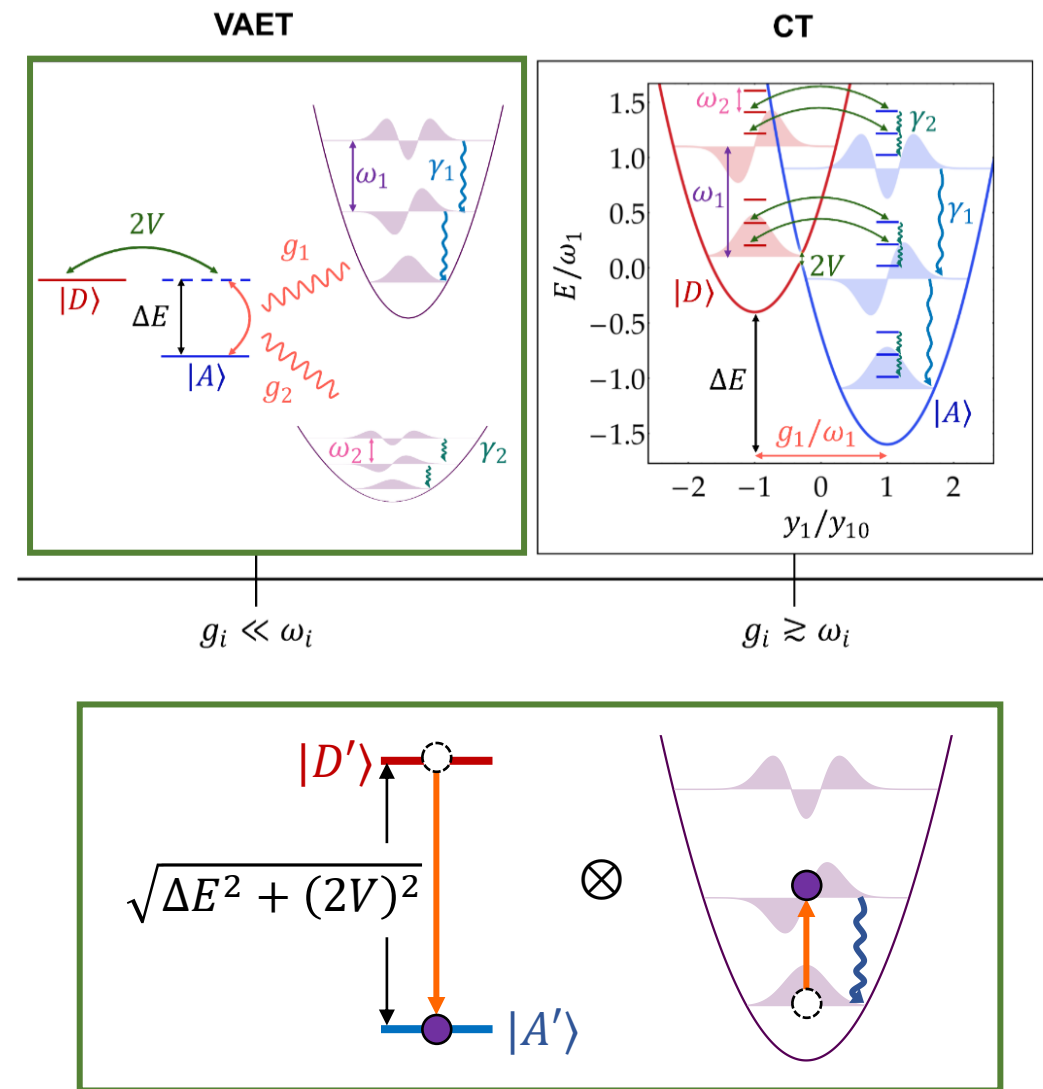 VAET
CT
2V
|D⟩
ΔE
|A⟩
g₁
g₂
ω₁
γ₁
ω₂
γ₂
E/ω₁
1.5
1.0
0.5
0.0
−0.5
−1.0
−1.5
ω₂
ω₁
γ₂
γ₁
2V
|D⟩
ΔE
|A⟩
g₁/ω₁
−2 −1 0 1 2
y₁/y₁₀
gᵢ ≪ ωᵢ
gᵢ ≳ ωᵢ
|D′⟩
√ΔE² + (2V)²
⊗
|A′⟩